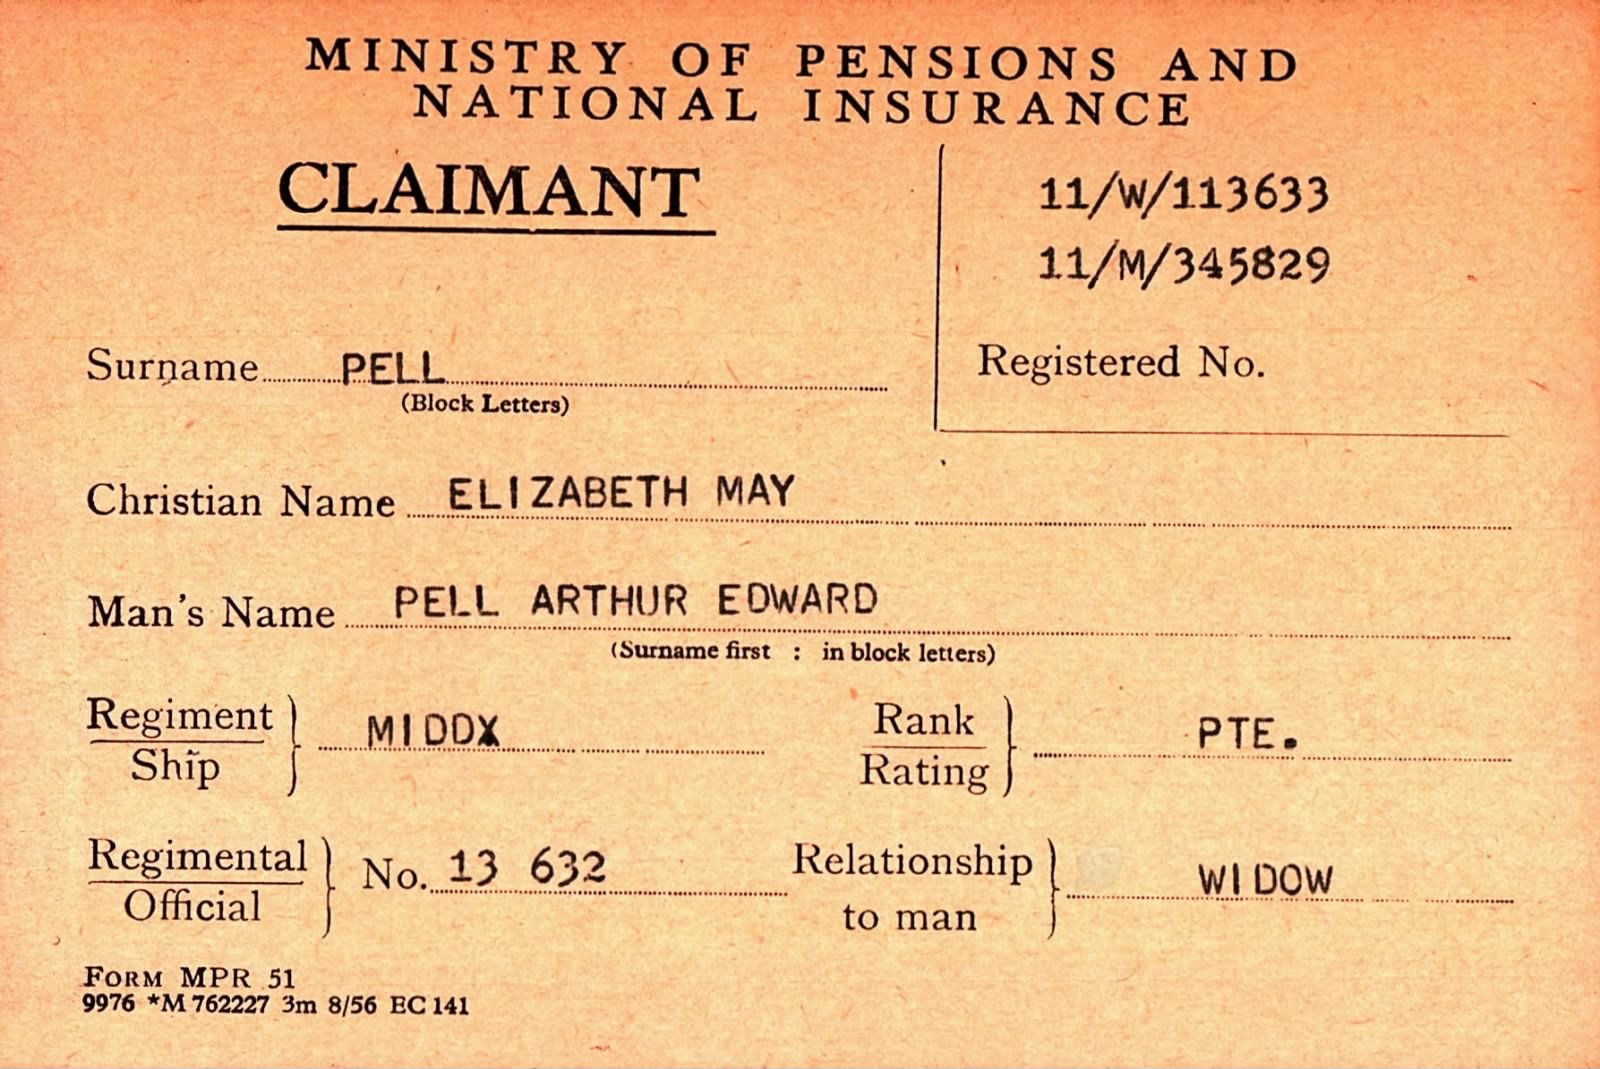 MINISTRY OF PENSIONS AND
NATIONAL INSURANCE
CLAIMANT
11/W/113633
11/M/345829
Registered No.
Surname PELL
(Block Letters)
Christian Name ELIZABETH MAY
Man's Name PELL ARTHUR EDWARD
(Surname first : in block letters)
Regiment
Ship
MIDDX
Rank
Rating
PTE.
Regimental
Official
No. 13 632
Relationship
to man
WIDOW
FORM MPR 51
9976 *M 762227 3m 8/56 EC 141